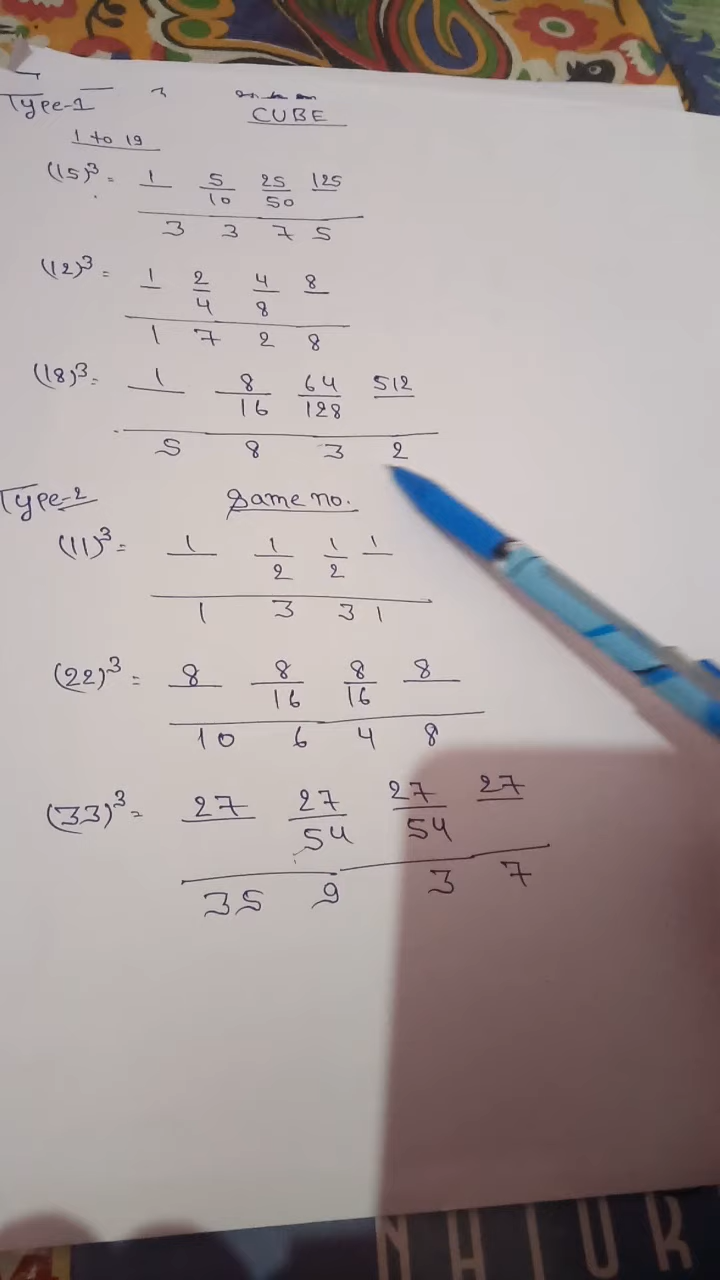 Type-1
CUBE
1 to 19
(15)³ = 1 5 25 125
10 50
3 3 7 5
(12)³ = 1 2 4 8
4 8
1 7 2 8
(18)³ = 1 8 64 512
16 128
5 8 3 2
Type-2 Same no.
(11)³ = 1 1 1 1
2 2
1 3 3 1
(22)³ = 8 8 8 8
16 16
10 6 4 8
(33)³ = 27 27 27 27
54 54
35 9 3 7